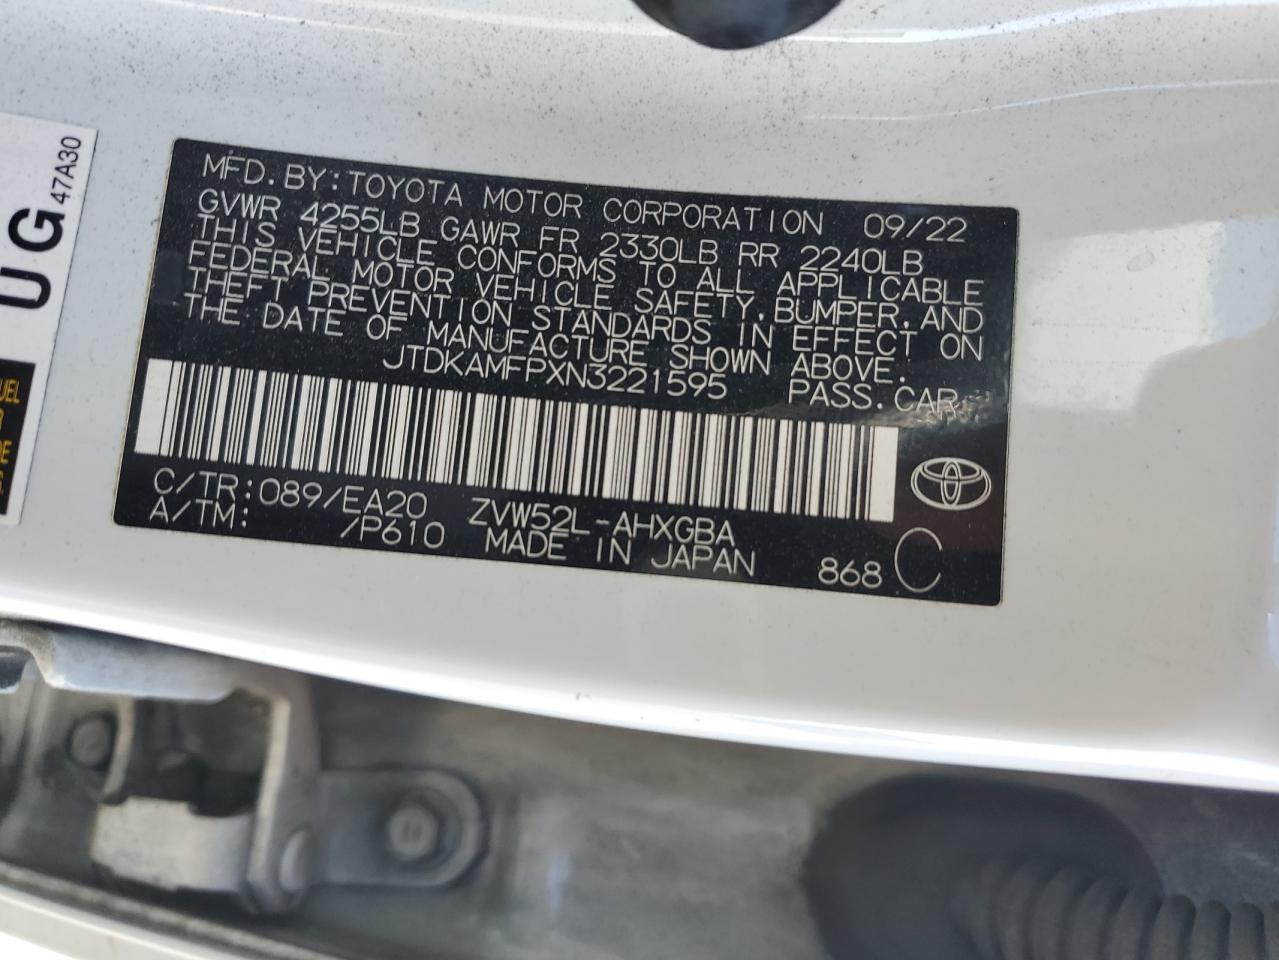 47A30
UG
UEL
MFD. BY: TOYOTA MOTOR CORPORATION 09/22
GVWR 4255LB GAWR FR 2330LB RR 2240LB
THIS VEHICLE CONFORMS TO ALL APPLICABLE
FEDERAL MOTOR VEHICLE SAFETY, BUMPER, AND
THEFT PREVENTION STANDARDS IN EFFECT ON
THE DATE OF MANUFACTURE SHOWN ABOVE.
JTDKAMFPXN3221595 PASS. CAR
C/TR: 089/EA20 ZVW52L-AHXGBA
A/TM: /P610 MADE IN JAPAN 868 C